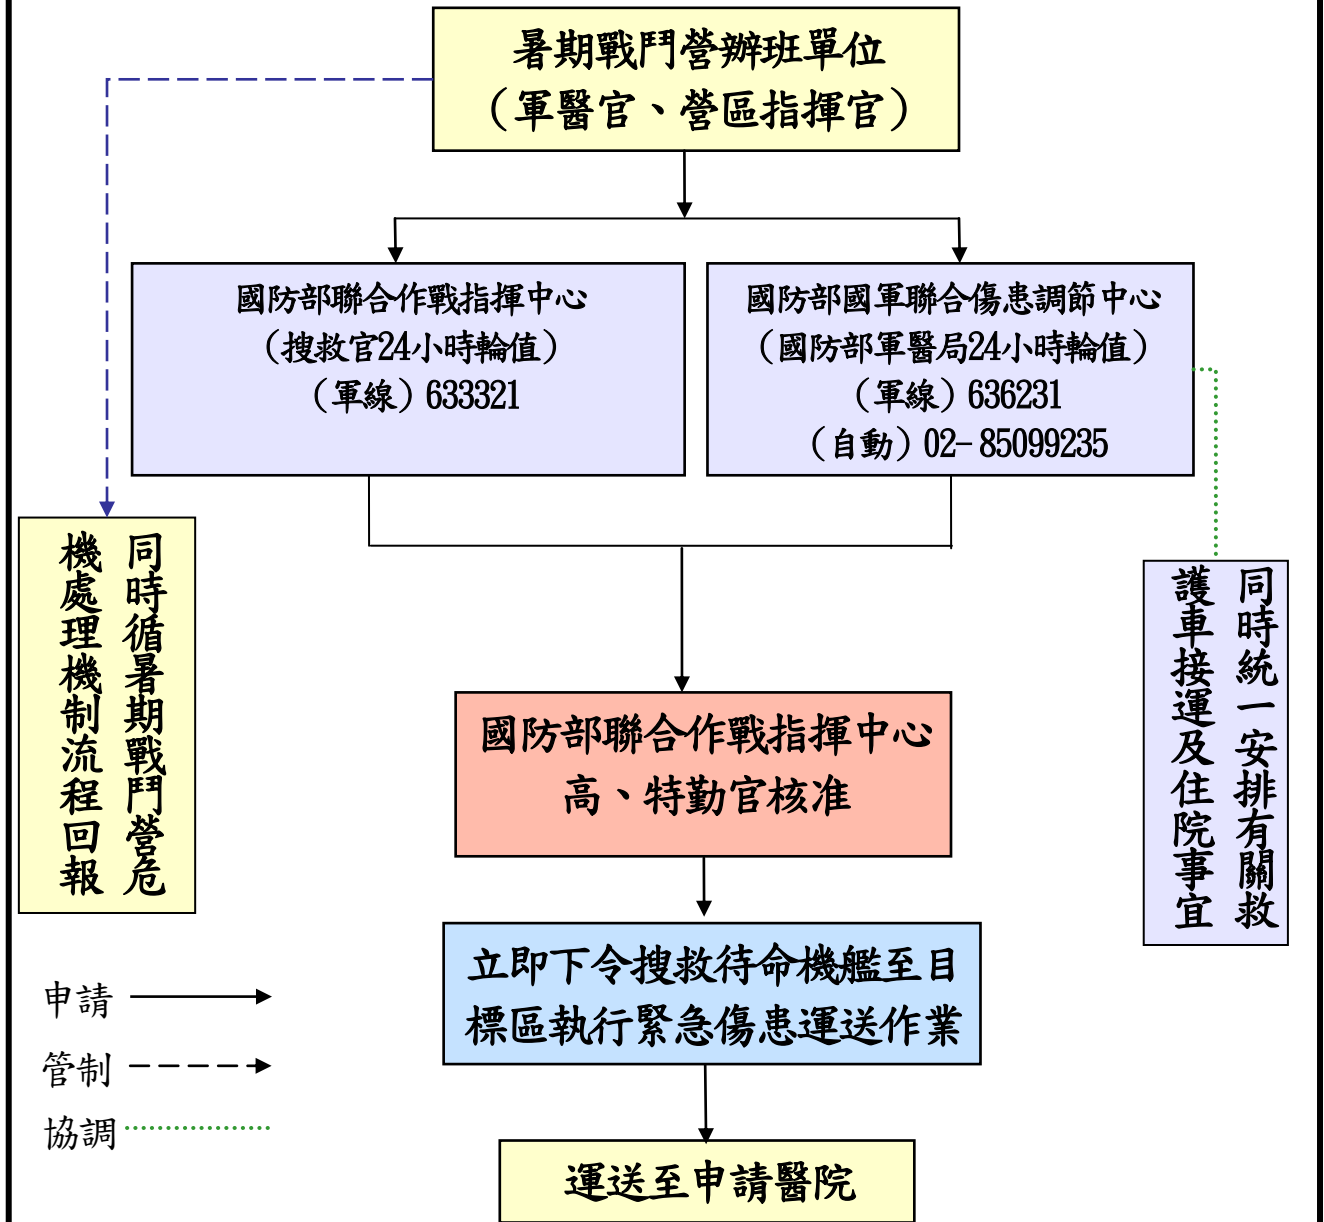 暑期戰鬥營辦班單位
（軍醫官、營區指揮官）
國防部聯合作戰指揮中心
（搜救官24小時輪值）
（軍線）633321
國防部國軍聯合傷患調節中心
（國防部軍醫局24小時輪值）
（軍線）636231
（自動）02-85099235
同時循暑期戰鬥營危
機處理機制流程回報
同時統一安排有關救
護車接運及住院事宜
國防部聯合作戰指揮中心
高、特勤官核准
立即下令搜救待命機艦至目
標區執行緊急傷患運送作業
運送至申請醫院
申請
管制
協調